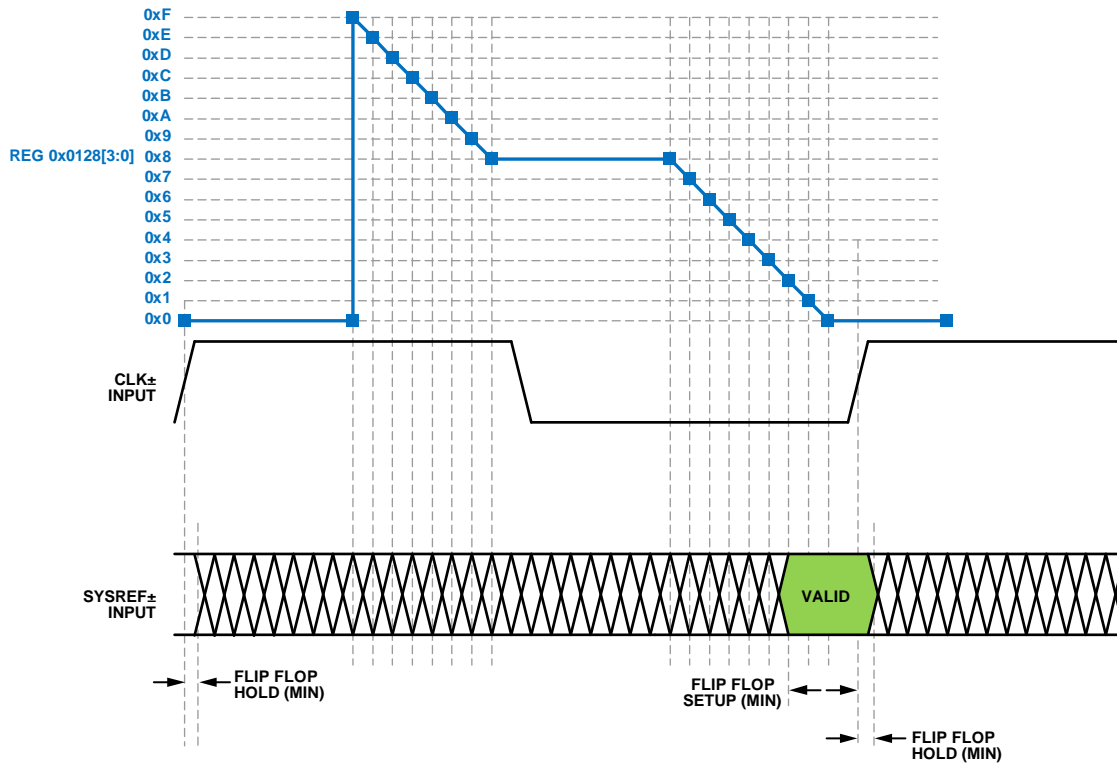 0xF
0xE
0xD
0xC
0xB
0xA
0x9
REG 0x0128[3:0] 0x8
0x7
0x6
0x5
0x4
0x3
0x2
0x1
0x0
CLK±
INPUT
SYSREF±
INPUT
VALID
FLIP FLOP
HOLD (MIN)
FLIP FLOP
SETUP (MIN)
FLIP FLOP
HOLD (MIN)